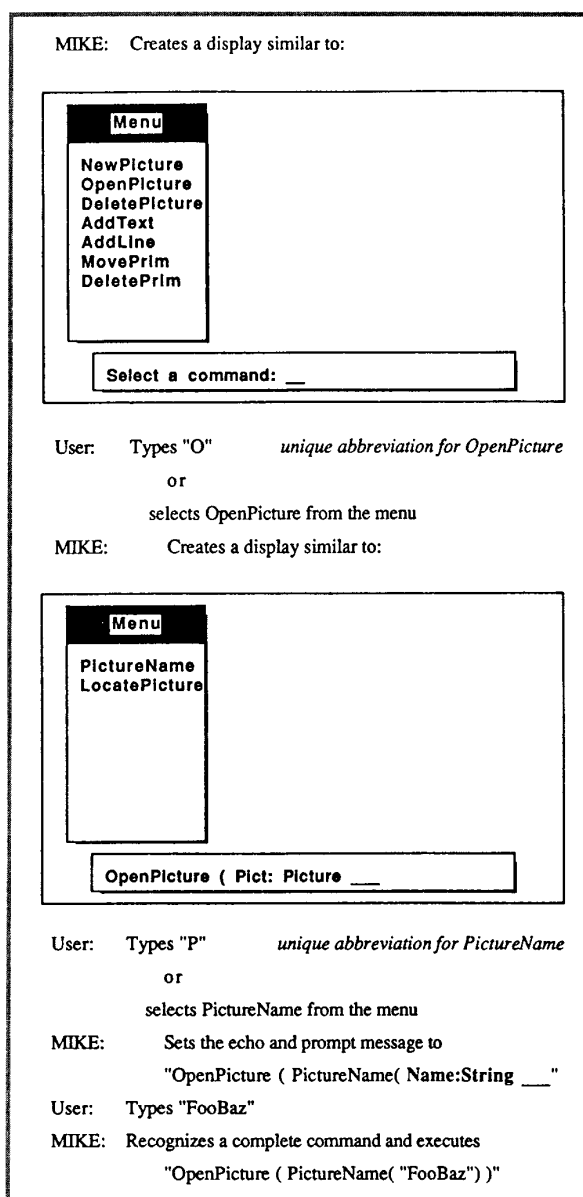 MIKE: Creates a display similar to:
Menu
NewPicture
OpenPicture
DeletePicture
AddText
AddLine
MovePrim
DeletePrim
Select a command: __
User: Types "O" unique abbreviation for OpenPicture
or
selects OpenPicture from the menu
MIKE: Creates a display similar to:
Menu
PictureName
LocatePicture
OpenPicture ( Pict: Picture ___
User: Types "P" unique abbreviation for PictureName
or
selects PictureName from the menu
MIKE: Sets the echo and prompt message to
"OpenPicture ( PictureName( Name:String ___"
User: Types "FooBaz"
MIKE: Recognizes a complete command and executes
"OpenPicture ( PictureName( "FooBaz") )"